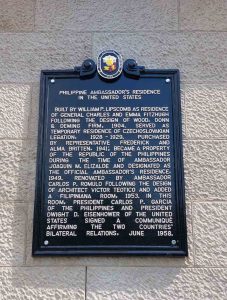 PHILIPPINE AMBASSADOR'S RESIDENCE
IN THE UNITED STATES
BUILT BY WILLIAM P. LIPSCOMB AS RESIDENCE
OF GENERAL CHARLES AND EMMA FITZHUGH
FOLLOWING THE DESIGN OF WOOD, DONN
& DEMING FIRM, 1904. SERVED AS
TEMPORARY RESIDENCE OF CZECHOSLOVAKIAN
LEGATION, 1928-1929. PURCHASED
BY REPRESENTATIVE FREDERICK AND
ALMA BRITTEN, 1941. BECAME A PROPERTY
OF THE REPUBLIC OF THE PHILIPPINES
DURING THE TIME OF AMBASSADOR
JOAQUIN M. ELIZALDE AND DESIGNATED AS
THE OFFICIAL AMBASSADOR'S RESIDENCE,
1949. RENOVATED BY AMBASSADOR
CARLOS P. ROMULO FOLLOWING THE DESIGN
OF ARCHITECT VICTOR TEOTICO AND ADDED
A FILIPINIANA ROOM, 1953. IN THIS
ROOM, PRESIDENT CARLOS P. GARCIA
OF THE PHILIPPINES AND PRESIDENT
DWIGHT D. EISENHOWER OF THE UNITED
STATES SIGNED A COMMUNIQUÉ
AFFIRMING THE TWO COUNTRIES'
BILATERAL RELATIONS, JUNE 1958.